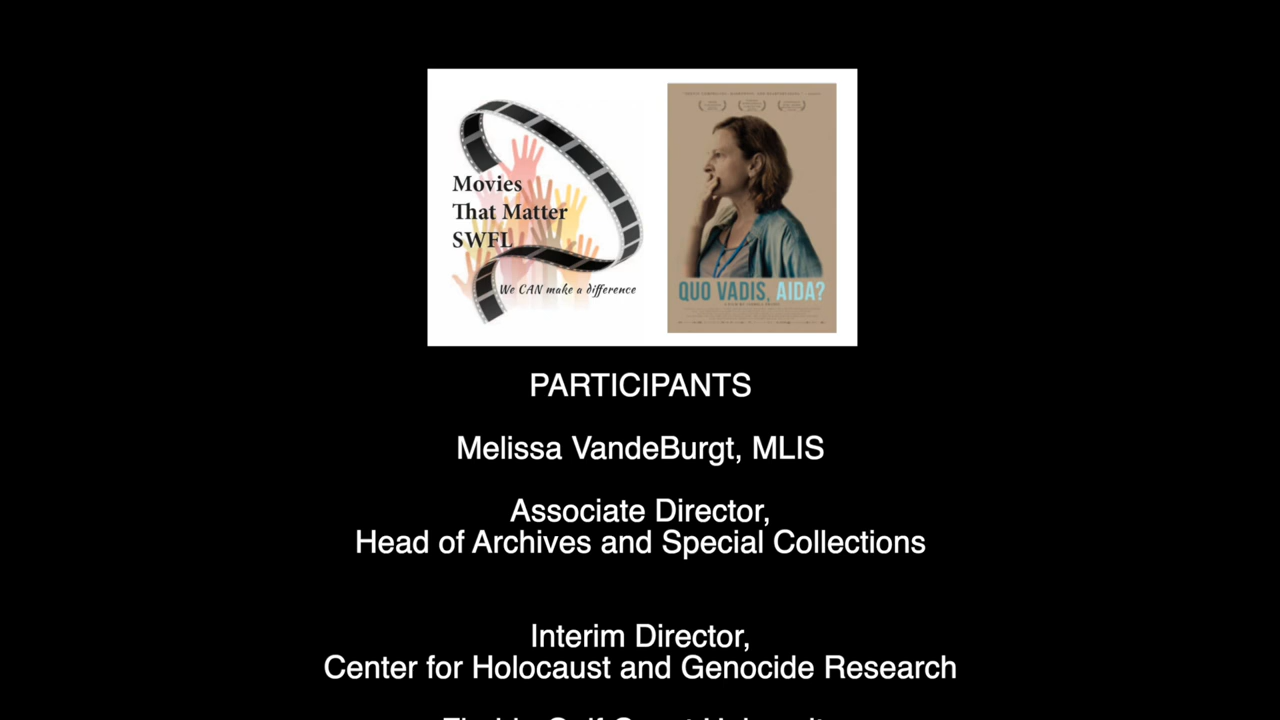 Movies
That Matter
SWFL
We CAN make a difference
QUO VADIS, AIDA?
PARTICIPANTS
Melissa VandeBurgt, MLIS
Associate Director,
Head of Archives and Special Collections
Interim Director,
Center for Holocaust and Genocide Research